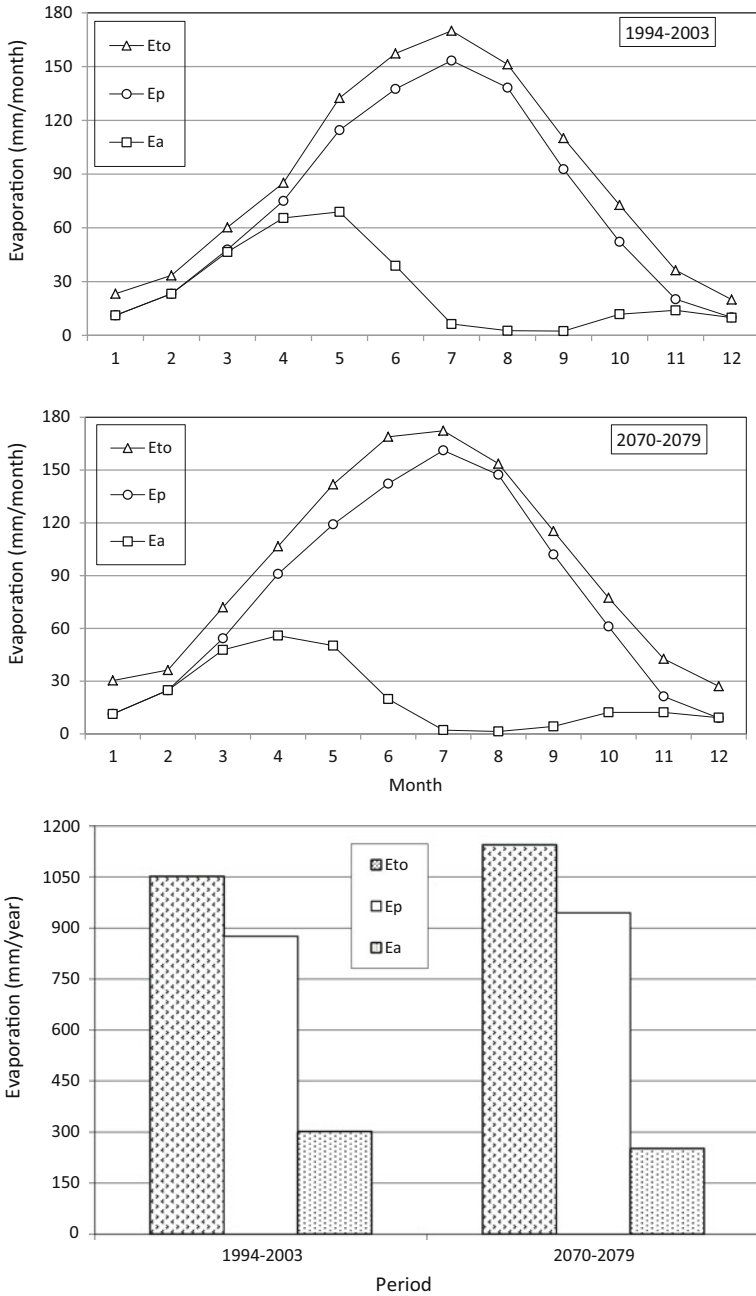 180
150
120
90
60
30
0
Evaporation (mm/month)
Eto
Ep
Ea
1994-2003
1 2 3 4 5 6 7 8 9 10 11 12
180
150
120
90
60
30
0
Evaporation (mm/month)
Eto
Ep
Ea
2070-2079
1 2 3 4 5 6 7 8 9 10 11 12
Month
1200
1050
900
750
600
450
300
150
0
Evaporation (mm/year)
Eto
Ep
Ea
1994-2003 2070-2079
Period